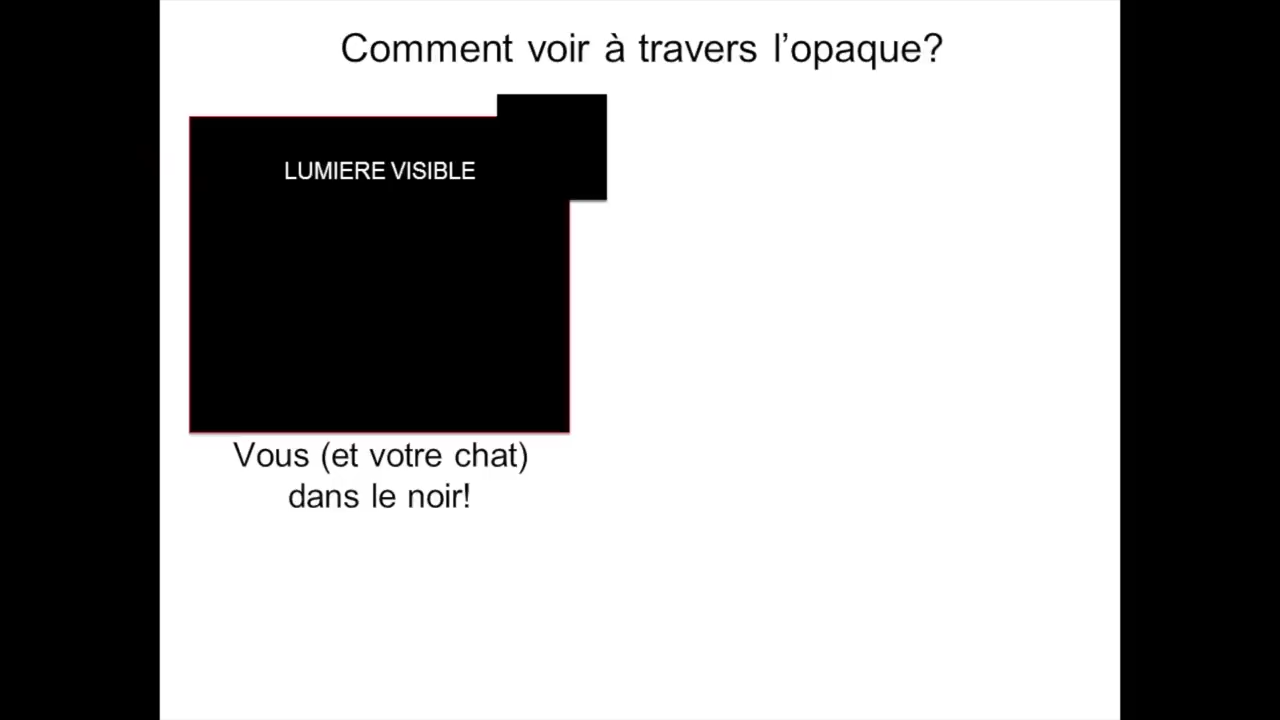 Comment voir à travers l’opaque?
LUMIERE VISIBLE
Vous (et votre chat)
dans le noir!